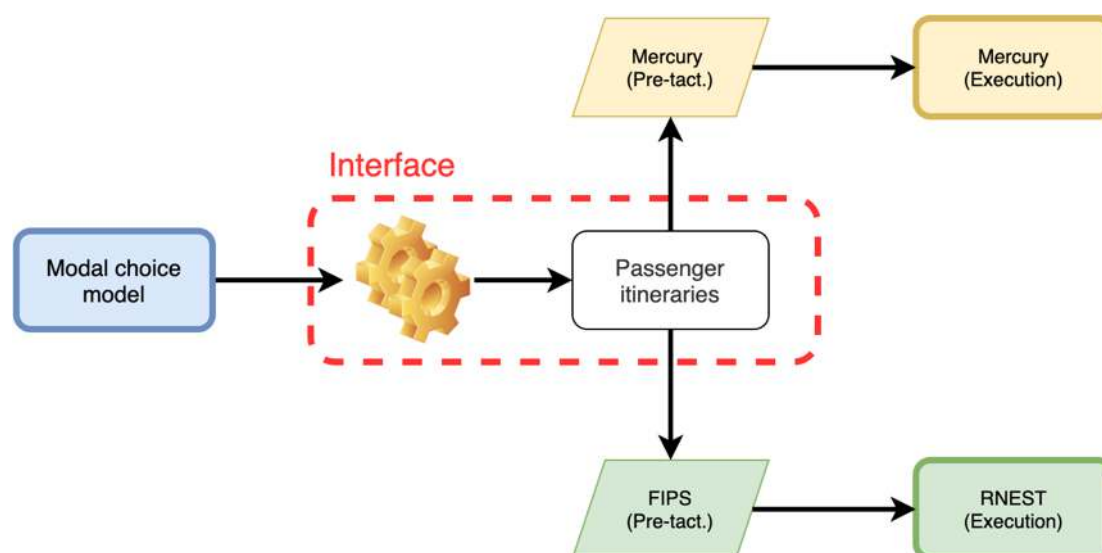 Mercury
(Pre-tact.)
Mercury
(Execution)
Interface
Modal choice
model
Passenger
itineraries
FIPS
(Pre-tact.)
RNEST
(Execution)